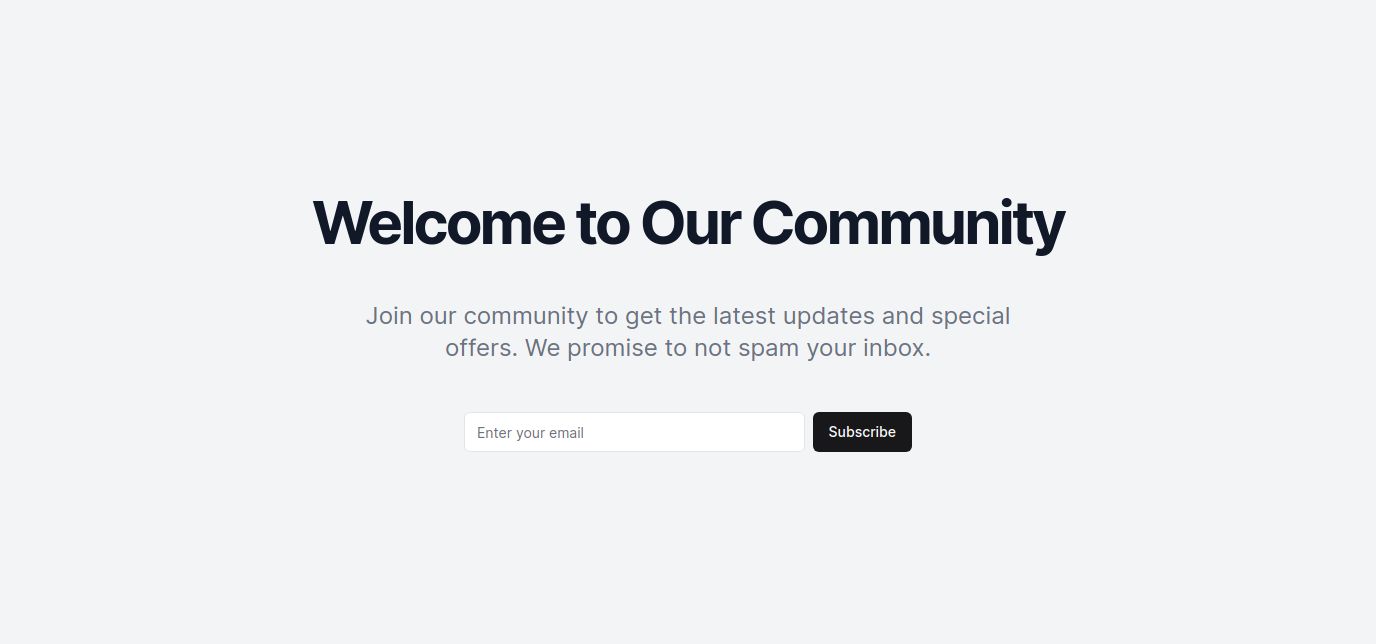 Welcome to Our Community
Join our community to get the latest updates and special
offers. We promise to not spam your inbox.
Enter your email
Subscribe